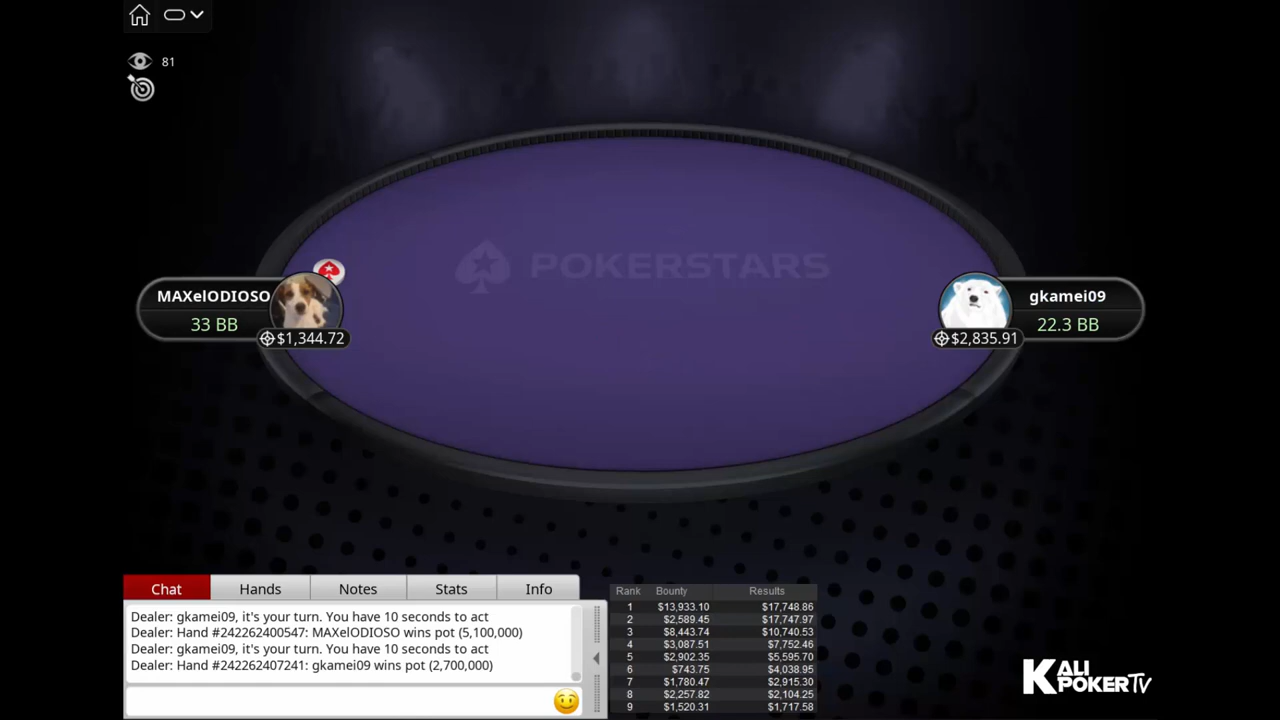 81
POKERSTARS
MAXelODIOSO
33 BB
$1,344.72
gkamei09
22.3 BB
$2,835.91
Chat Hands Notes Stats Info
Dealer: gkamei09, it's your turn. You have 10 seconds to act
Dealer: Hand #242262400547: MAXelODIOSO wins pot (5,100,000)
Dealer: gkamei09, it's your turn. You have 10 seconds to act
Dealer: Hand #242262407241: gkamei09 wins pot (2,700,000)
Rank Bounty Results
1 $13,933.10 $17,748.86
2 $2,589.45 $17,747.97
3 $8,443.74 $10,740.53
4 $3,087.51 $7,752.46
5 $2,902.35 $5,595.70
6 $743.75 $4,038.95
7 $1,780.47 $2,915.30
8 $2,257.82 $2,104.25
9 $1,520.31 $1,717.58
KALI
POKERTV